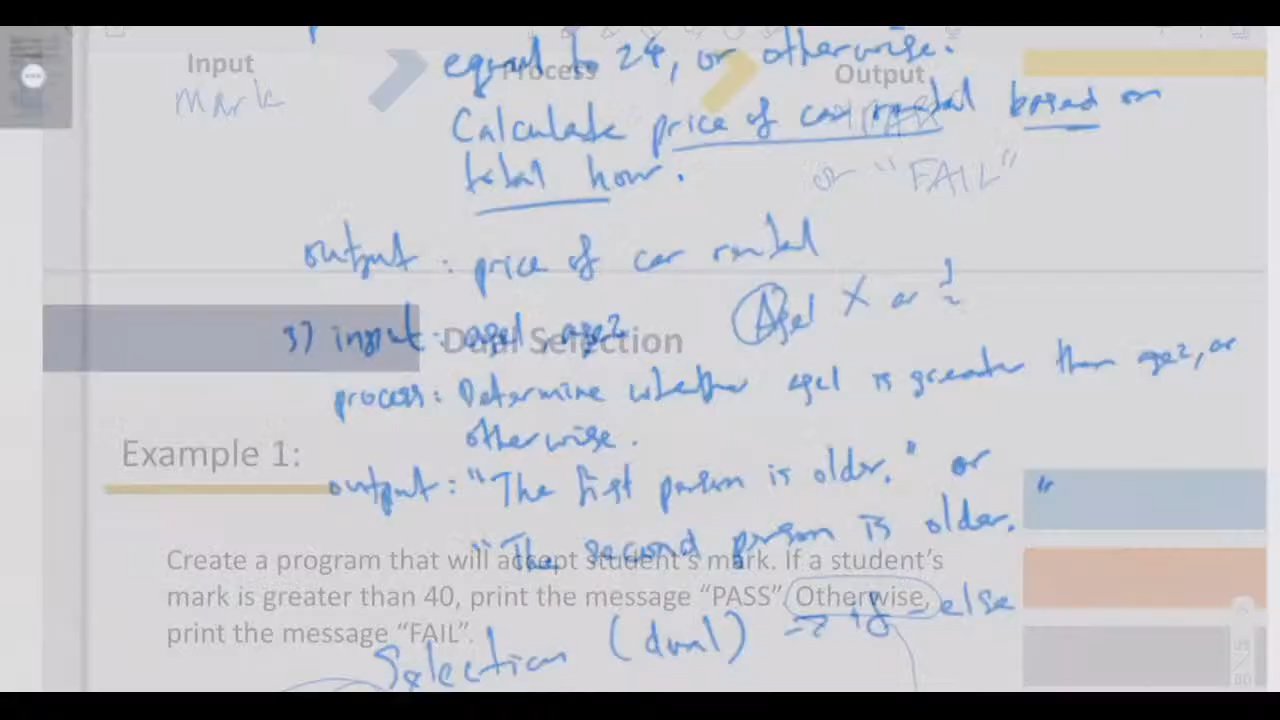 equal to 24, or otherwise.
Input
Process
Output
mark
Calculate price of car rental based on
total hour.
or "FAIL"
output : price of car rental
3) input : age1, age2
Age1 X or
Dual Selection
process : Determine whether age1 is greater than age2, or
otherwise.
Example 1:
output : "The first person is older." or
"The second person is older."
Create a program that will accept student's mark. If a student's
mark is greater than 40, print the message "PASS". Otherwise,
print the message "FAIL".
Selection (dual) → if-else